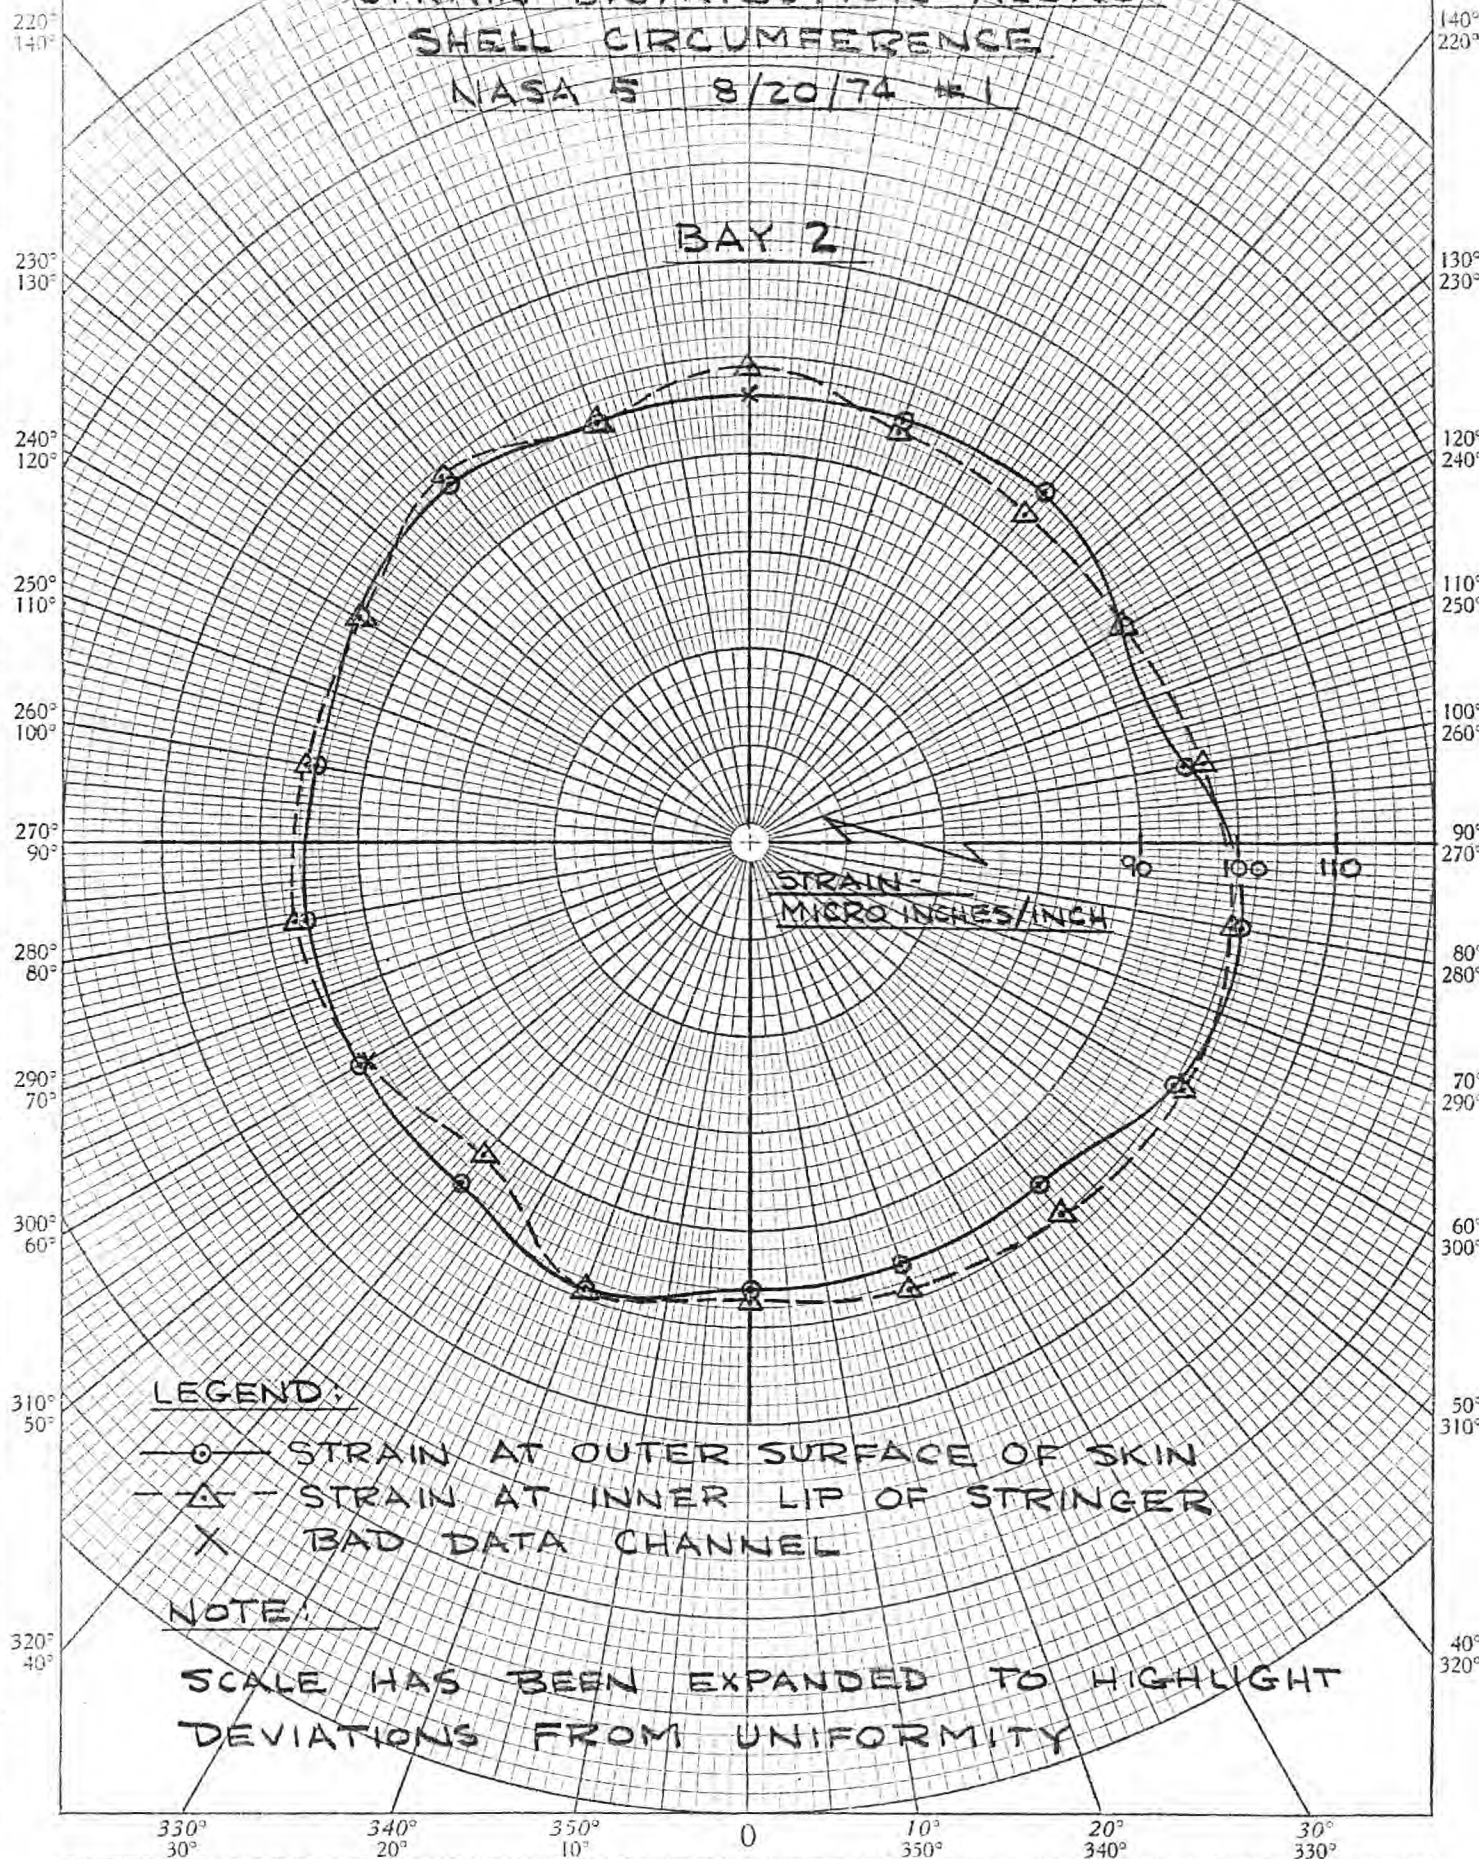 SHELL CIRCUMFERENCE
NASA 5 8/20/74 #1
BAY 2
220° 140°
140° 220°
230° 130°
130° 230°
240° 120°
120° 240°
250° 110°
110° 250°
260° 100°
100° 260°
270° 90°
90° 270°
90 100 110
STRAIN-
MICRO INCHES/INCH
280° 80°
80° 280°
290° 70°
70° 290°
300° 60°
60° 300°
310° 50°
50° 310°
LEGEND:
STRAIN AT OUTER SURFACE OF SKIN
STRAIN AT INNER LIP OF STRINGER
X BAD DATA CHANNEL
NOTE:
320° 40°
40° 320°
SCALE HAS BEEN EXPANDED TO HIGHLIGHT
DEVIATIONS FROM UNIFORMITY
330° 340° 350° 0 10° 20° 30°
30° 20° 10° 350° 340° 330°